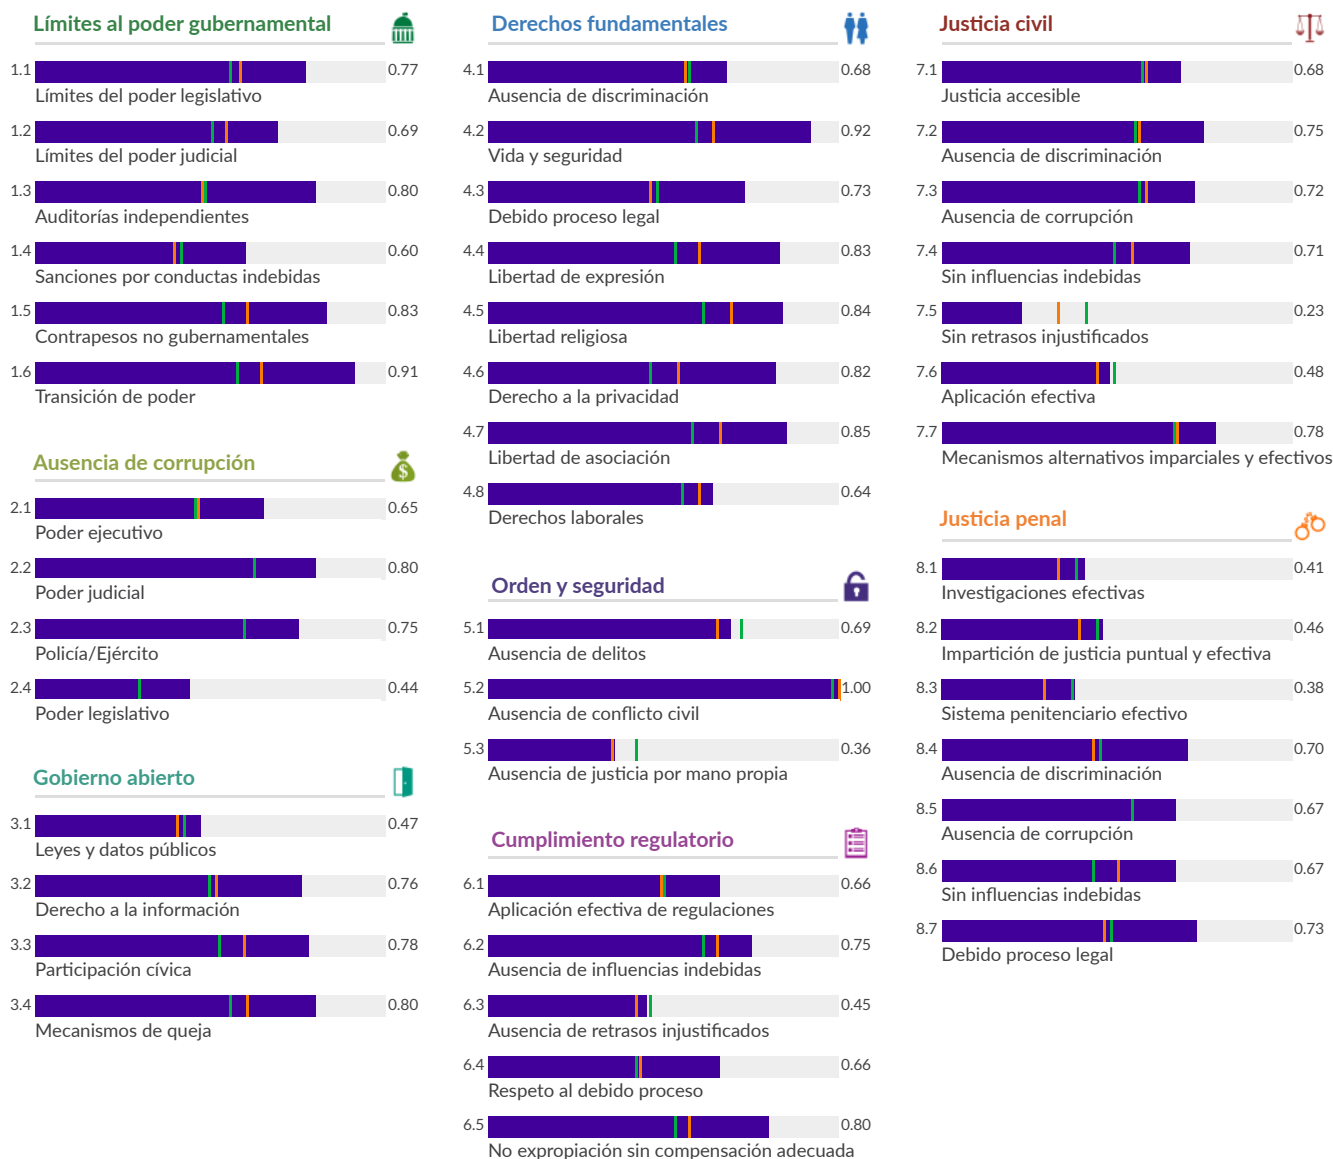 Límites al poder gubernamental
1.1 0.77
Límites del poder legislativo
1.2 0.69
Límites del poder judicial
1.3 0.80
Auditorías independientes
1.4 0.60
Sanciones por conductas indebidas
1.5 0.83
Contrapesos no gubernamentales
1.6 0.91
Transición de poder
Ausencia de corrupción
$
2.1 0.65
Poder ejecutivo
2.2 0.80
Poder judicial
2.3 0.75
Policía/Ejército
2.4 0.44
Poder legislativo
Gobierno abierto
3.1 0.47
Leyes y datos públicos
3.2 0.76
Derecho a la información
3.3 0.78
Participación cívica
3.4 0.80
Mecanismos de queja
Derechos fundamentales
4.1 0.68
Ausencia de discriminación
4.2 0.92
Vida y seguridad
4.3 0.73
Debido proceso legal
4.4 0.83
Libertad de expresión
4.5 0.84
Libertad religiosa
4.6 0.82
Derecho a la privacidad
4.7 0.85
Libertad de asociación
4.8 0.64
Derechos laborales
Orden y seguridad
5.1 0.69
Ausencia de delitos
5.2 1.00
Ausencia de conflicto civil
5.3 0.36
Ausencia de justicia por mano propia
Cumplimiento regulatorio
6.1 0.66
Aplicación efectiva de regulaciones
6.2 0.75
Ausencia de influencias indebidas
6.3 0.45
Ausencia de retrasos injustificados
6.4 0.66
Respeto al debido proceso
6.5 0.80
No expropiación sin compensación adecuada
Justicia civil
7.1 0.68
Justicia accesible
7.2 0.75
Ausencia de discriminación
7.3 0.72
Ausencia de corrupción
7.4 0.71
Sin influencias indebidas
7.5 0.23
Sin retrasos injustificados
7.6 0.48
Aplicación efectiva
7.7 0.78
Mecanismos alternativos imparciales y efectivos
Justicia penal
8.1 0.41
Investigaciones efectivas
8.2 0.46
Impartición de justicia puntual y efectiva
8.3 0.38
Sistema penitenciario efectivo
8.4 0.70
Ausencia de discriminación
8.5 0.67
Ausencia de corrupción
8.6 0.67
Sin influencias indebidas
8.7 0.73
Debido proceso legal